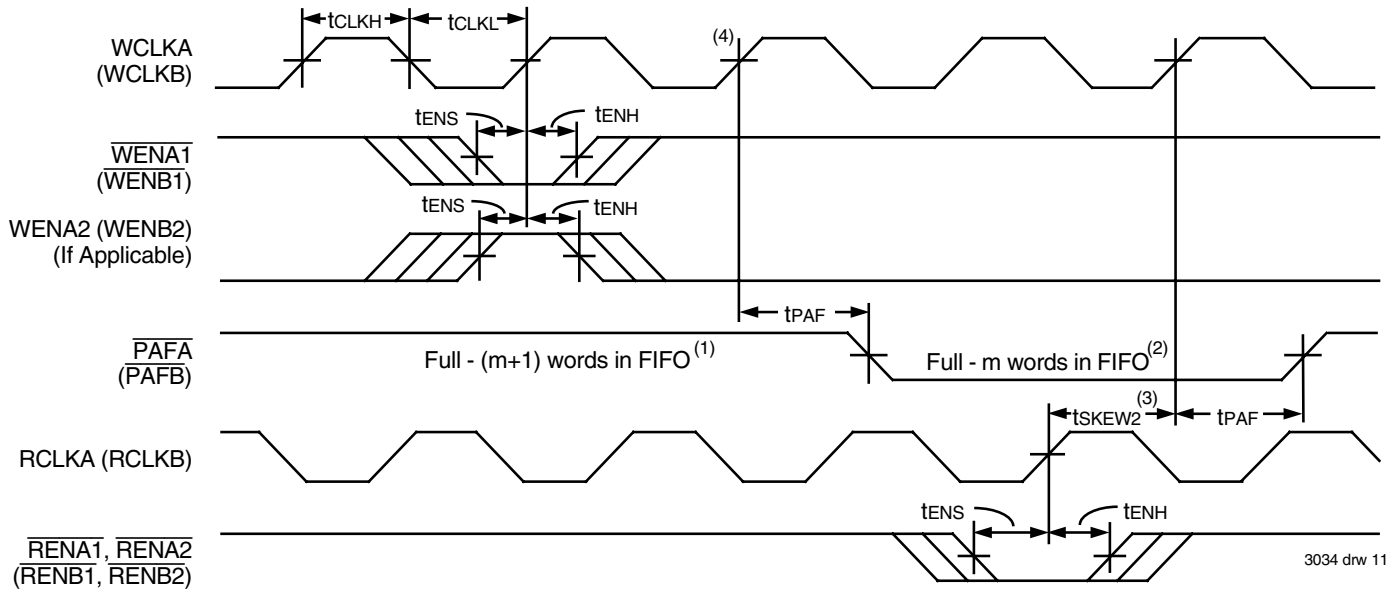 tCLKH tCLKL
WCLKA
(WCLKB)
(4)
tENS tENH
WENA1
(WENB1)
tENS tENH
WENA2 (WENB2)
(If Applicable)
tPAF
PAFA
(PAFB)
Full - (m+1) words in FIFO(1)
Full - m words in FIFO(2)
tSKEW2(3)
tPAF
RCLKA (RCLKB)
tENS tENH
RENA1, RENA2
(RENB1, RENB2)
3034 drw 11